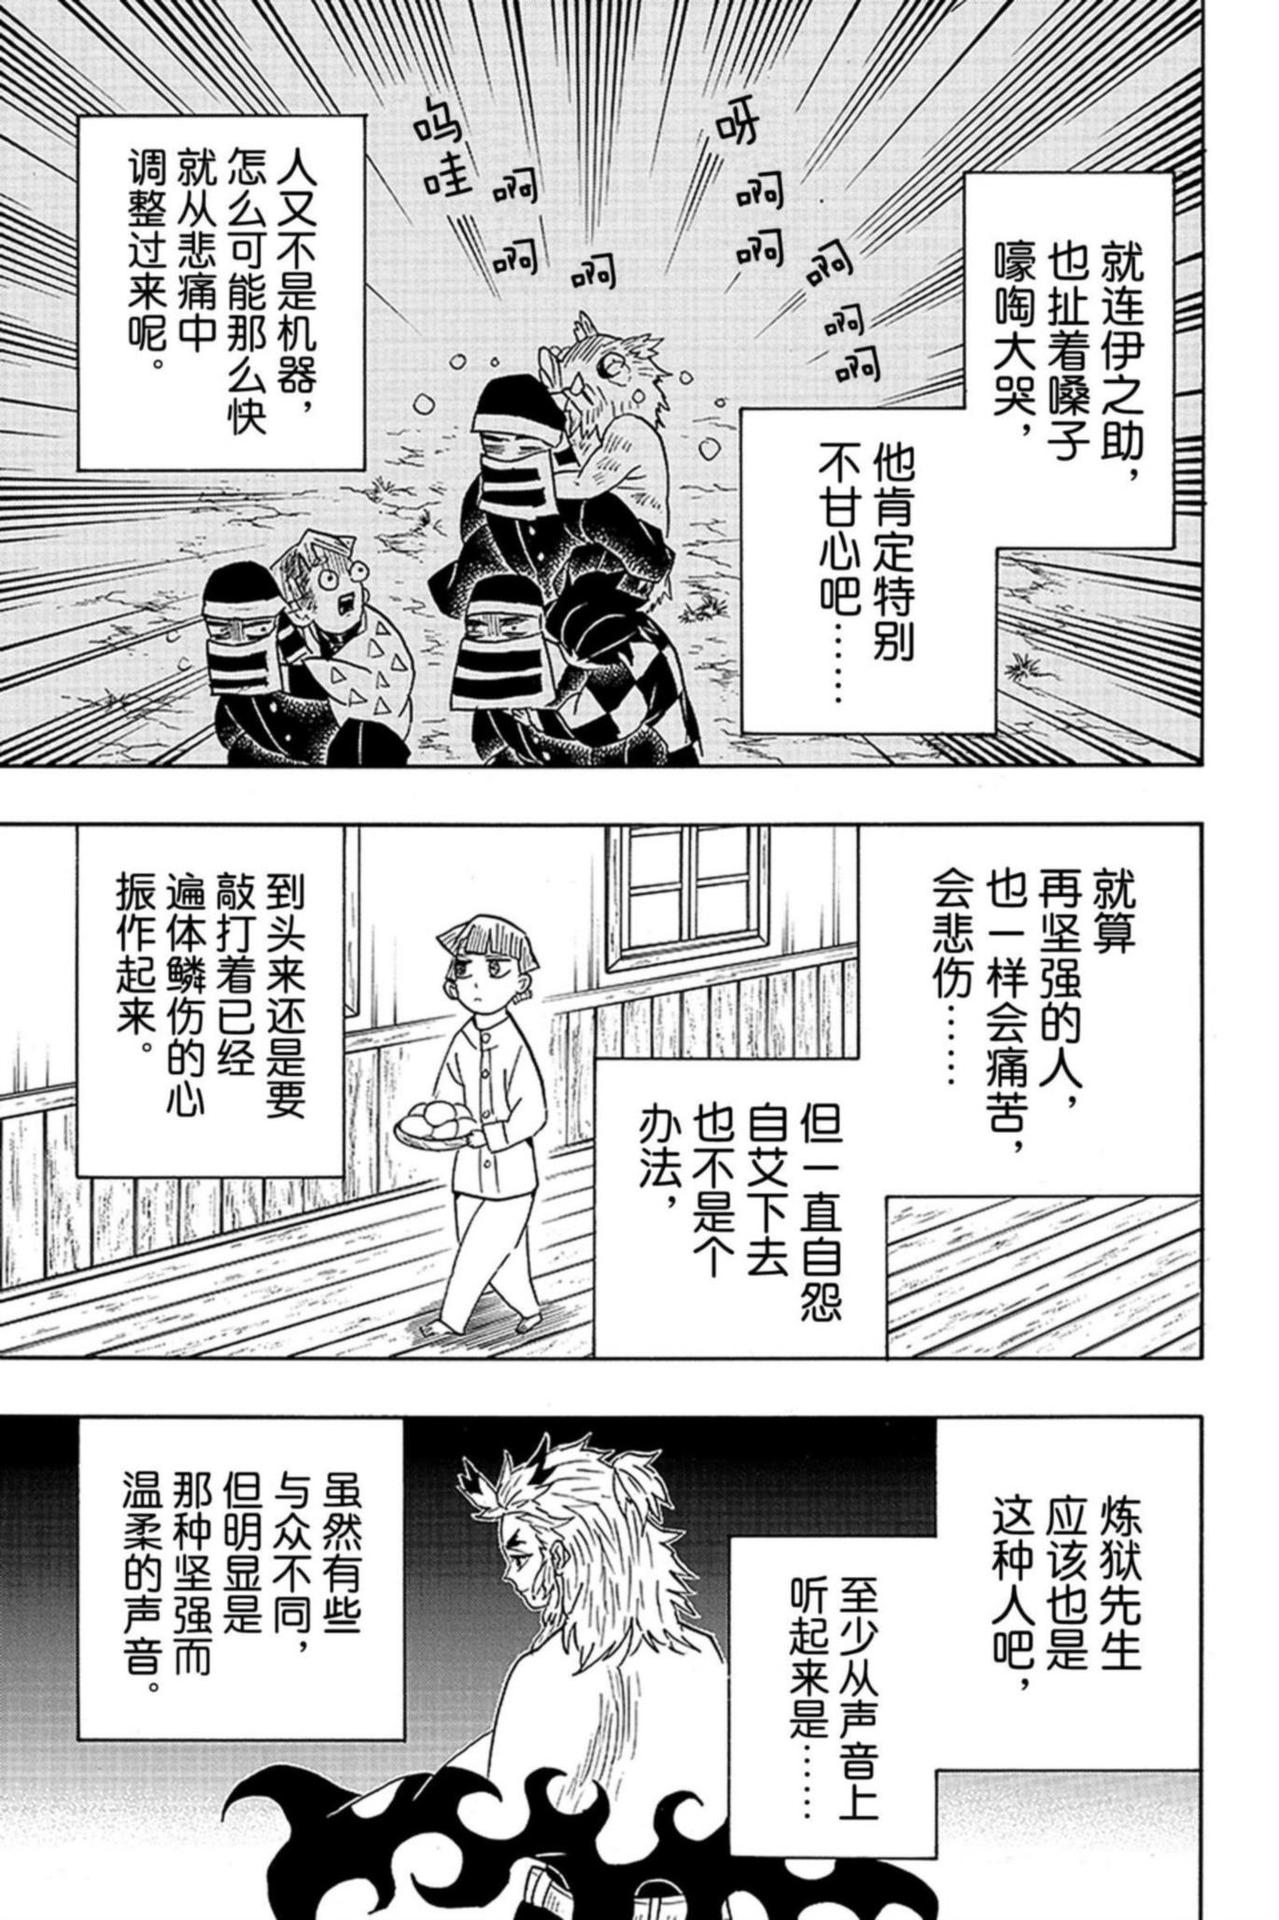 就连伊之助，
也扯着嗓子
嚎啕大哭，
他肯定特别
不甘心吧……
呀
啊
啊
啊
啊
啊
啊
啊
啊
呜
哇
人又不是机器，
怎么可能那么快
就从悲痛中
调整过来呢。
就算
再坚强的人，
也一样会痛苦，
会悲伤……
但一直自怨
自艾下去
也不是个
办法，
到头来还是要
敲打着已经
遍体鳞伤的心
振作起来。
炼狱先生
应该也是
这种人吧，
至少从声音上
听起来是……
虽然有些
与众不同，
但明显是
那种坚强而
温柔的声音。